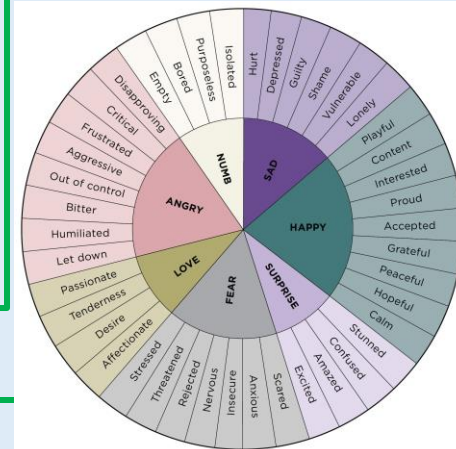 SAD
Hurt
Depressed
Guilty
Shame
Vulnerable
Lonely
HAPPY
Playful
Content
Interested
Proud
Accepted
Grateful
Peaceful
Hopeful
Calm
SURPRISE
Stunned
Confused
Amazed
Excited
FEAR
Scared
Anxious
Insecure
Nervous
Rejected
Threatened
Stressed
LOVE
Affectionate
Desire
Tenderness
Passionate
ANGRY
Let down
Humiliated
Bitter
Out of control
Aggressive
Frustrated
Critical
Disapproving
NUMB
Empty
Bored
Purposeless
Isolated